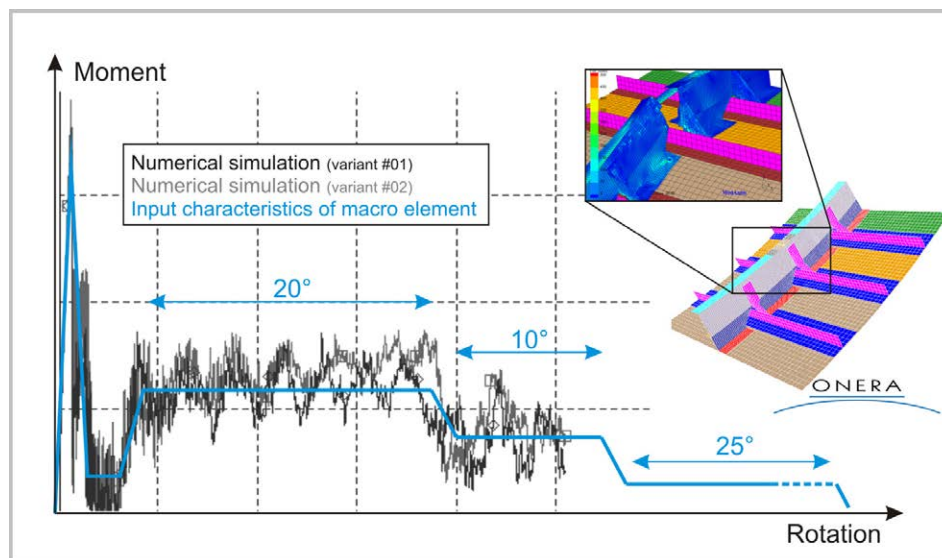 Moment
Numerical simulation (variant #01)
Numerical simulation (variant #02)
Input characteristics of macro element
20°
10°
ONERA
25°
Rotation